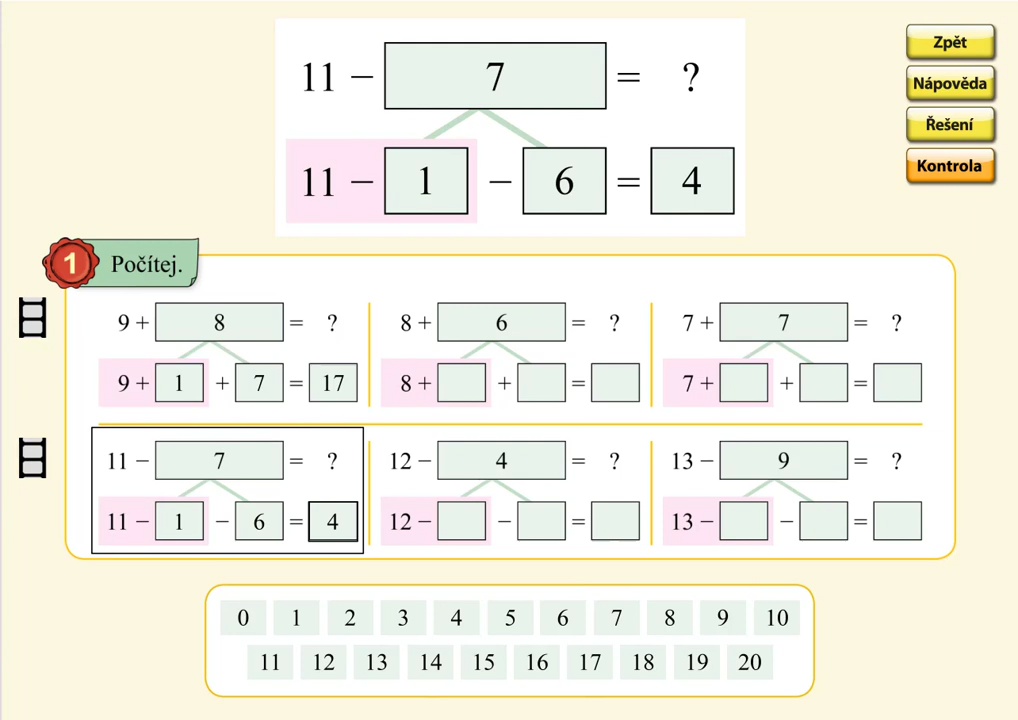 11 − 7 = ?
11 − 1 − 6 = 4
Zpět
Nápověda
Řešení
Kontrola
1 Počítej.
9 + 8 = ?
9 + 1 + 7 = 17
8 + 6 = ?
8 + + =
7 + 7 = ?
7 + + =
11 − 7 = ?
11 − 1 − 6 = 4
12 − 4 = ?
12 − − =
13 − 9 = ?
13 − − =
0 1 2 3 4 5 6 7 8 9 10
11 12 13 14 15 16 17 18 19 20